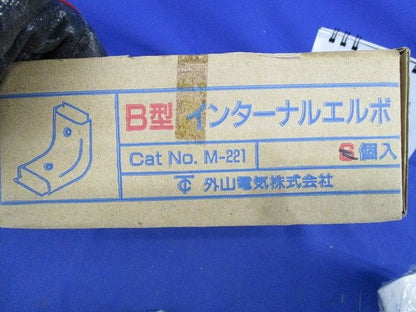 B型 インターナルエルボ
Cat No. M-221
個入
外山電気株式会社